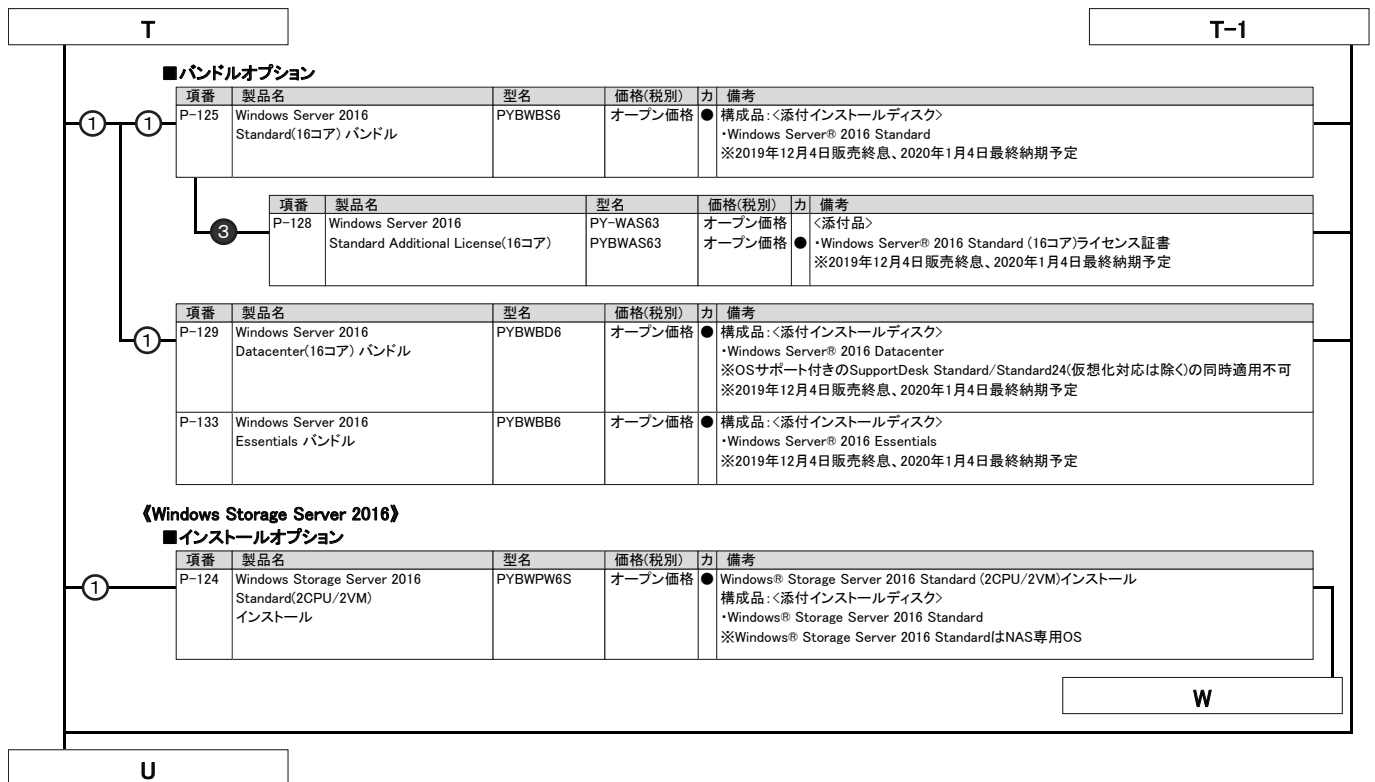 T
T-1
■バンドルオプション
項番 製品名 型名 価格(税別) カ 備考
① ① P-125 Windows Server 2016 PYBWBS6 オープン価格 ● 構成品:<添付インストールディスク>
Standard(16コア) バンドル ・Windows Server® 2016 Standard
※2019年12月4日販売終息、2020年1月4日最終納期予定
項番 製品名 型名 価格(税別) カ 備考
❸ P-128 Windows Server 2016 PY-WAS63 オープン価格 <添付品>
Standard Additional License(16コア) PYBWAS63 オープン価格 ● ・Windows Server® 2016 Standard (16コア)ライセンス証書
※2019年12月4日販売終息、2020年1月4日最終納期予定
項番 製品名 型名 価格(税別) カ 備考
① P-129 Windows Server 2016 PYBWBD6 オープン価格 ● 構成品:<添付インストールディスク>
Datacenter(16コア) バンドル ・Windows Server® 2016 Datacenter
※OSサポート付きのSupportDesk Standard/Standard24(仮想化対応は除く)の同時適用不可
※2019年12月4日販売終息、2020年1月4日最終納期予定
P-133 Windows Server 2016 PYBWBB6 オープン価格 ● 構成品:<添付インストールディスク>
Essentials バンドル ・Windows Server® 2016 Essentials
※2019年12月4日販売終息、2020年1月4日最終納期予定
《Windows Storage Server 2016》
■インストールオプション
項番 製品名 型名 価格(税別) カ 備考
① P-124 Windows Storage Server 2016 PYBWPW6S オープン価格 ● Windows® Storage Server 2016 Standard (2CPU/2VM)インストール
Standard(2CPU/2VM) 構成品:<添付インストールディスク>
インストール ・Windows® Storage Server 2016 Standard
※Windows® Storage Server 2016 StandardはNAS専用OS
W
U